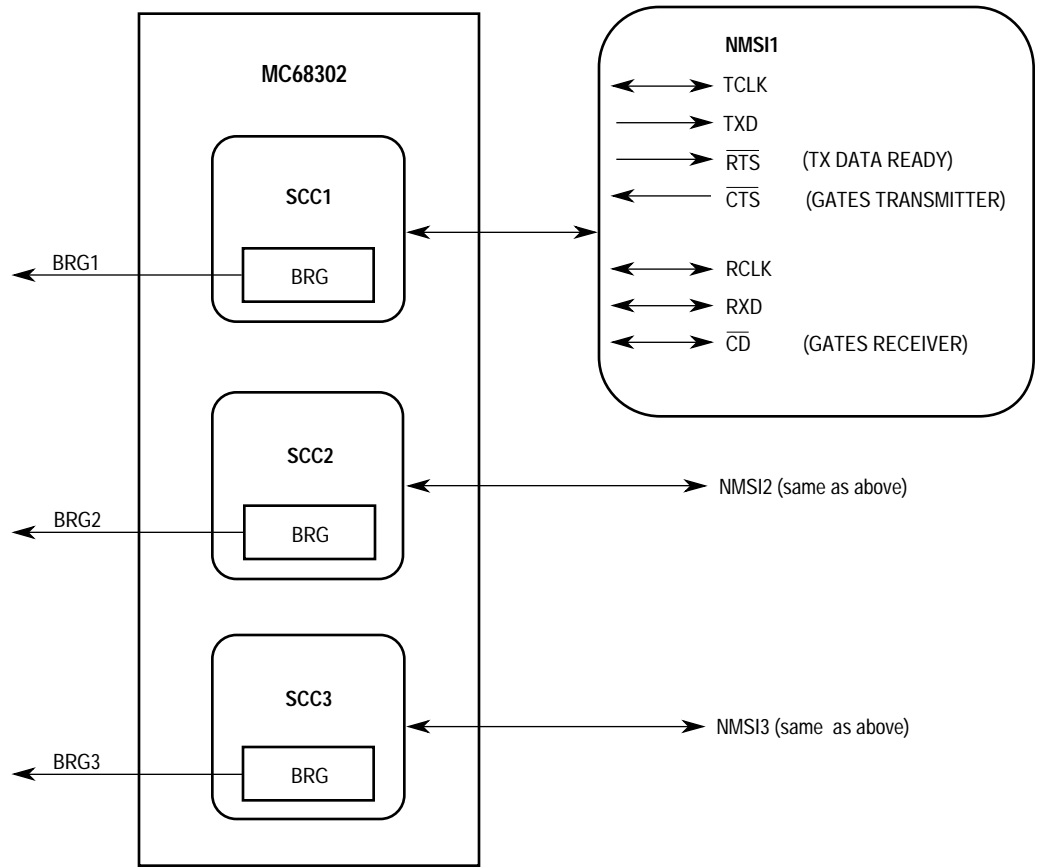 MC68302
SCC1
BRG
BRG1
NMSI1
TCLK
TXD
RTS (TX DATA READY)
CTS (GATES TRANSMITTER)
RCLK
RXD
CD (GATES RECEIVER)
SCC2
BRG
BRG2
NMSI2 (same as above)
SCC3
BRG
BRG3
NMSI3 (same as above)